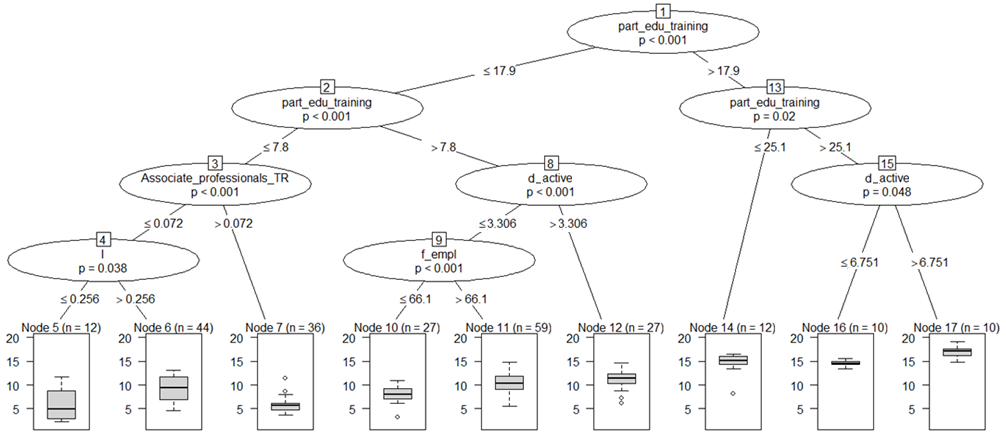 1
part_edu_training
p < 0.001
≤ 17.9
> 17.9
2
part_edu_training
p < 0.001
13
part_edu_training
p = 0.02
≤ 7.8
> 7.8
≤ 25.1
> 25.1
3
Associate_professionals_TR
p < 0.001
8
d_active
p < 0.001
15
d_active
p = 0.048
≤ 0.072
> 0.072
≤ 3.306
> 3.306
4
I
p = 0.038
9
f_empl
p < 0.001
≤ 6.751
> 6.751
≤ 0.256
> 0.256
≤ 66.1
> 66.1
Node 5 (n = 12)
Node 6 (n = 44)
Node 7 (n = 36)
Node 10 (n = 27)
Node 11 (n = 59)
Node 12 (n = 27)
Node 14 (n = 12)
Node 16 (n = 10)
Node 17 (n = 10)
20 20 20 20 20 20 20 20 20
15 15 15 15 15 15 15 15 15
10 10 10 10 10 10 10 10 10
5 5 5 5 5 5 5 5 5